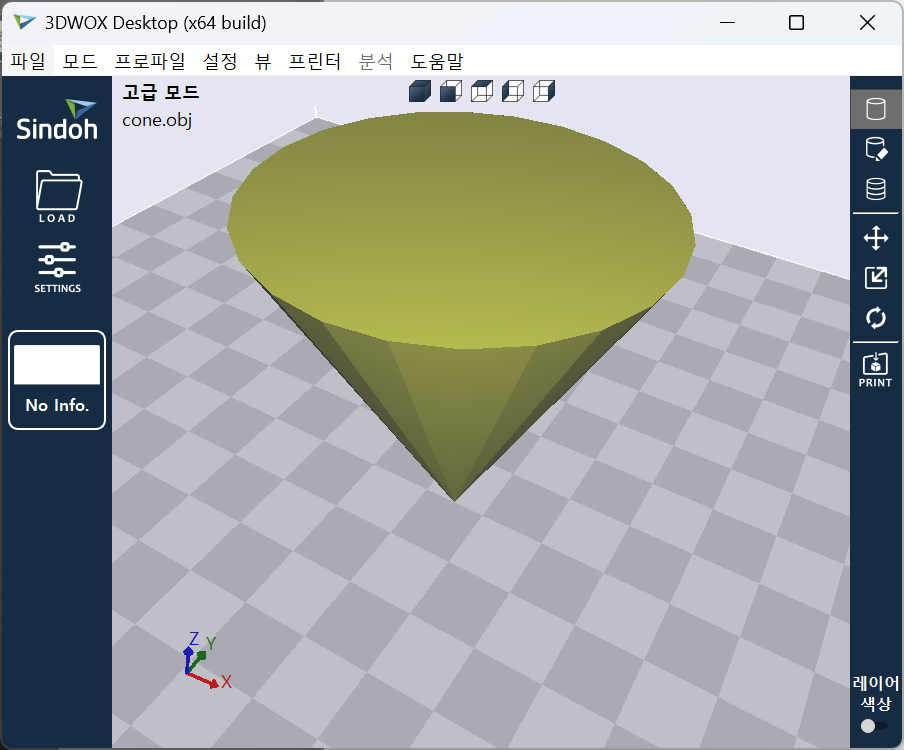 3DWOX Desktop (x64 build)
파일 모드 프로파일 설정 뷰 프린터 분석 도움말
Sindoh
LOAD
SETTINGS
No Info.
고급 모드
cone.obj
Z
Y
X
PRINT
레이어
색상